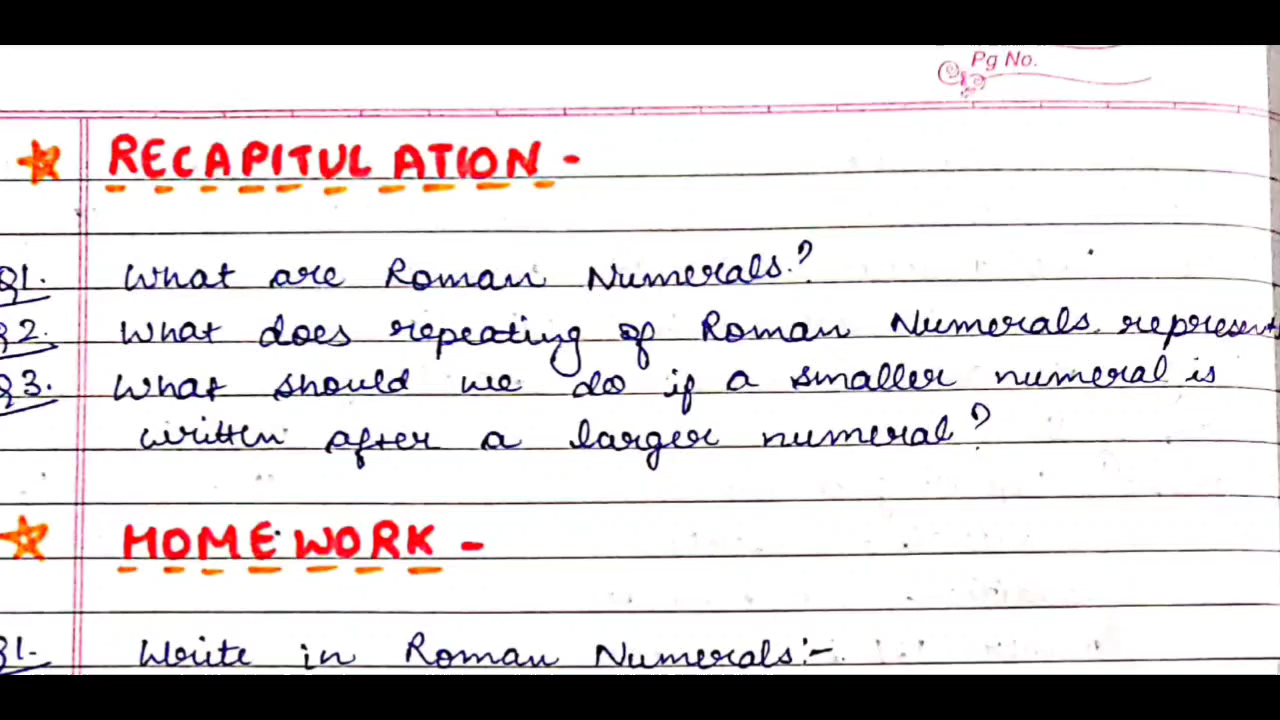 Pg No.
RECAPITULATION -
Q1. What are Roman Numerals.?
Q2. What does repeating of Roman Numerals represent
Q3. What should we do if a smaller numeral is
written after a larger numeral?
HOMEWORK -
Q1. Write in Roman Numerals:-